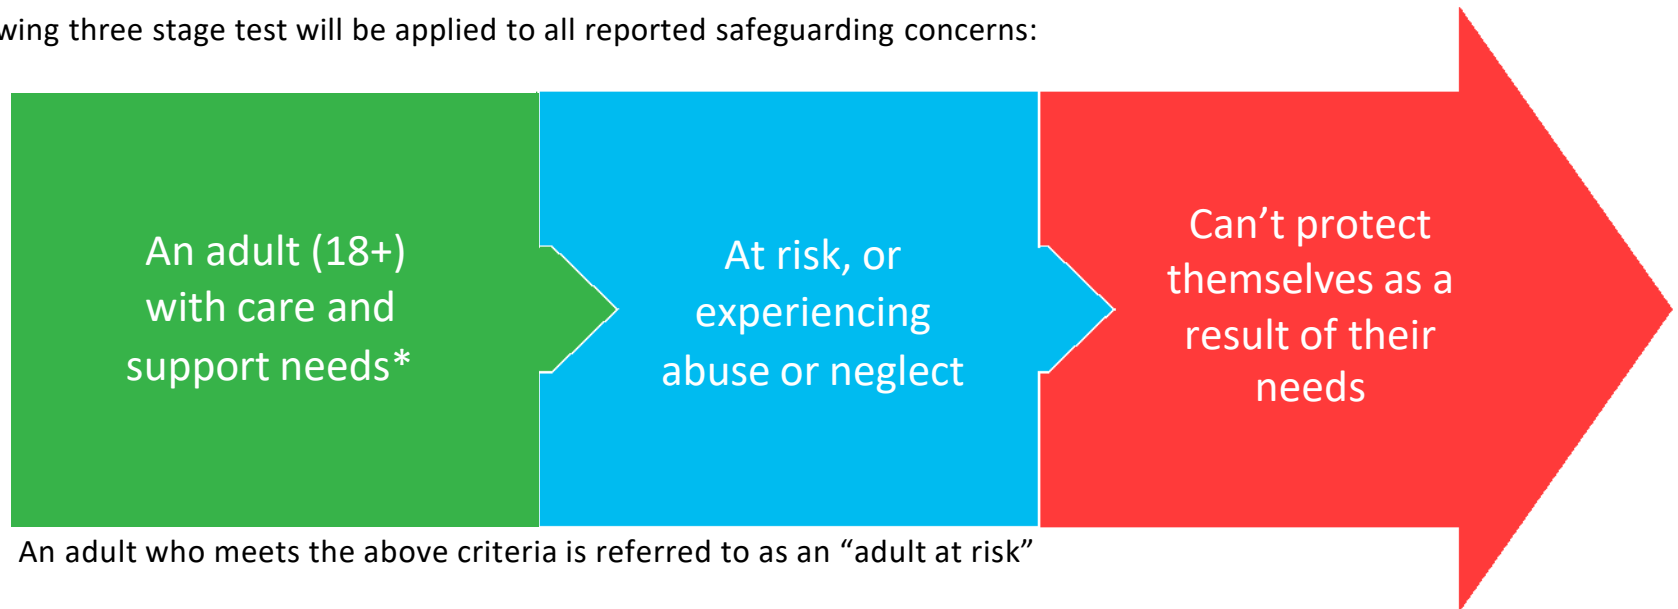 wing three stage test will be applied to all reported safeguarding concerns:
An adult (18+)
with care and
support needs*
At risk, or
experiencing
abuse or neglect
Can’t protect
themselves as a
result of their
needs
An adult who meets the above criteria is referred to as an “adult at risk”